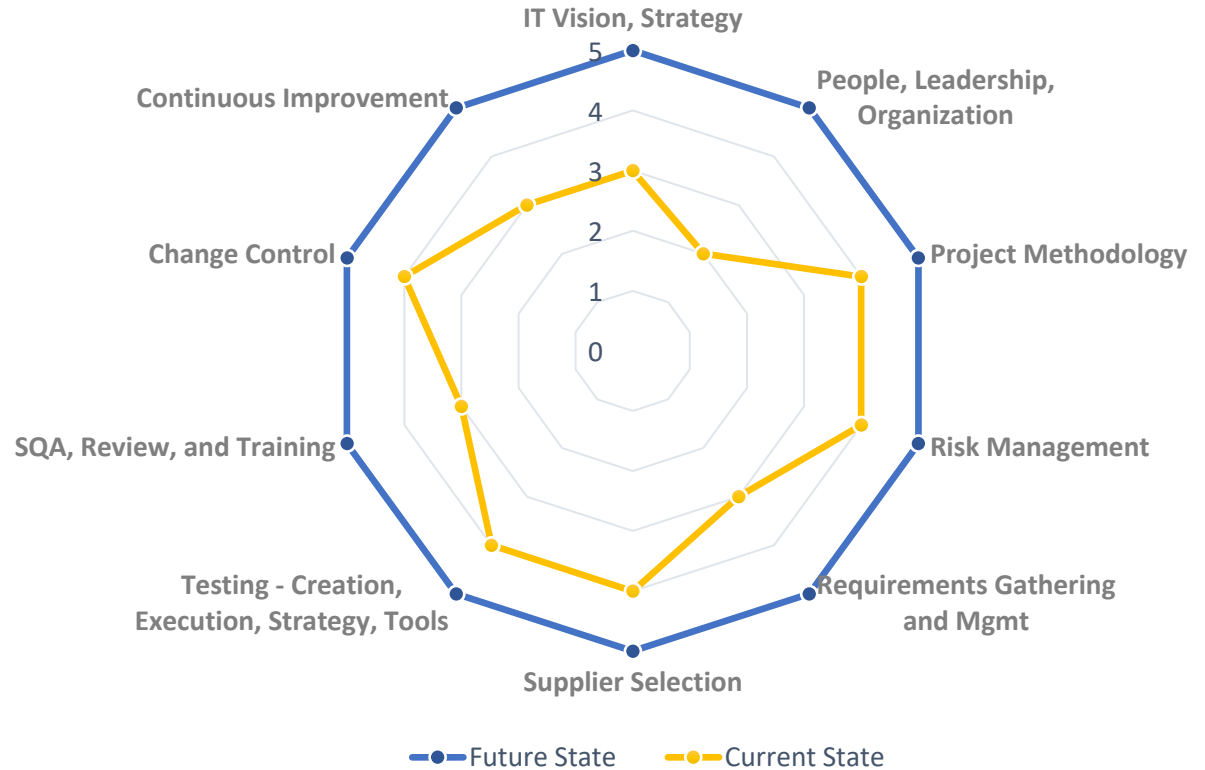 IT Vision, Strategy
5
People, Leadership,
Organization
Continuous Improvement
4
3
2
Change Control
Project Methodology
1
0
SQA, Review, and Training
Risk Management
Testing - Creation,
Execution, Strategy, Tools
Requirements Gathering
and Mgmt
Supplier Selection
Future State
Current State